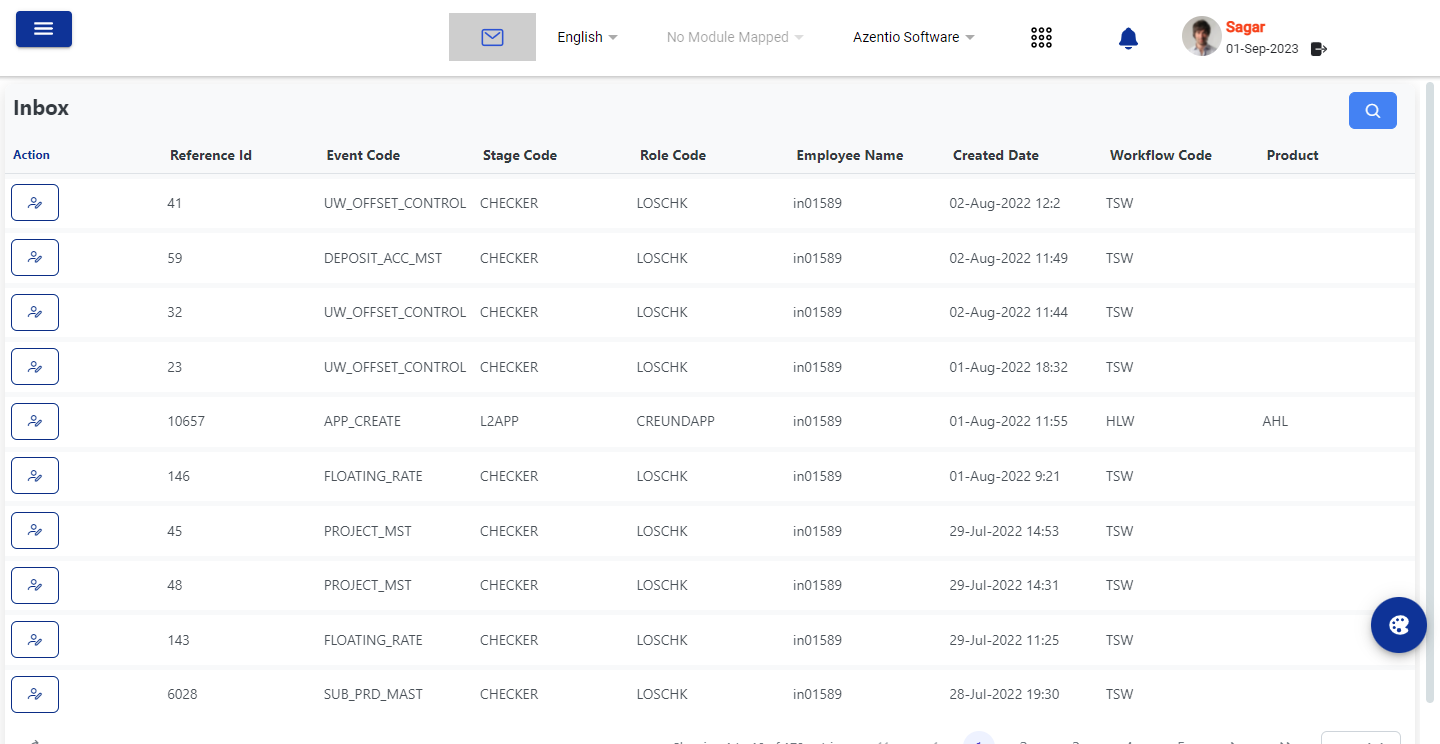 English No Module Mapped Azentio Software Sagar
01-Sep-2023
Inbox
Action Reference Id Event Code Stage Code Role Code Employee Name Created Date Workflow Code Product
41 UW_OFFSET_CONTROL CHECKER LOSCHK in01589 02-Aug-2022 12:2 TSW
59 DEPOSIT_ACC_MST CHECKER LOSCHK in01589 02-Aug-2022 11:49 TSW
32 UW_OFFSET_CONTROL CHECKER LOSCHK in01589 02-Aug-2022 11:44 TSW
23 UW_OFFSET_CONTROL CHECKER LOSCHK in01589 01-Aug-2022 18:32 TSW
10657 APP_CREATE L2APP CREUNDAPP in01589 01-Aug-2022 11:55 HLW AHL
146 FLOATING_RATE CHECKER LOSCHK in01589 01-Aug-2022 9:21 TSW
45 PROJECT_MST CHECKER LOSCHK in01589 29-Jul-2022 14:53 TSW
48 PROJECT_MST CHECKER LOSCHK in01589 29-Jul-2022 14:31 TSW
143 FLOATING_RATE CHECKER LOSCHK in01589 29-Jul-2022 11:25 TSW
6028 SUB_PRD_MAST CHECKER LOSCHK in01589 28-Jul-2022 19:30 TSW